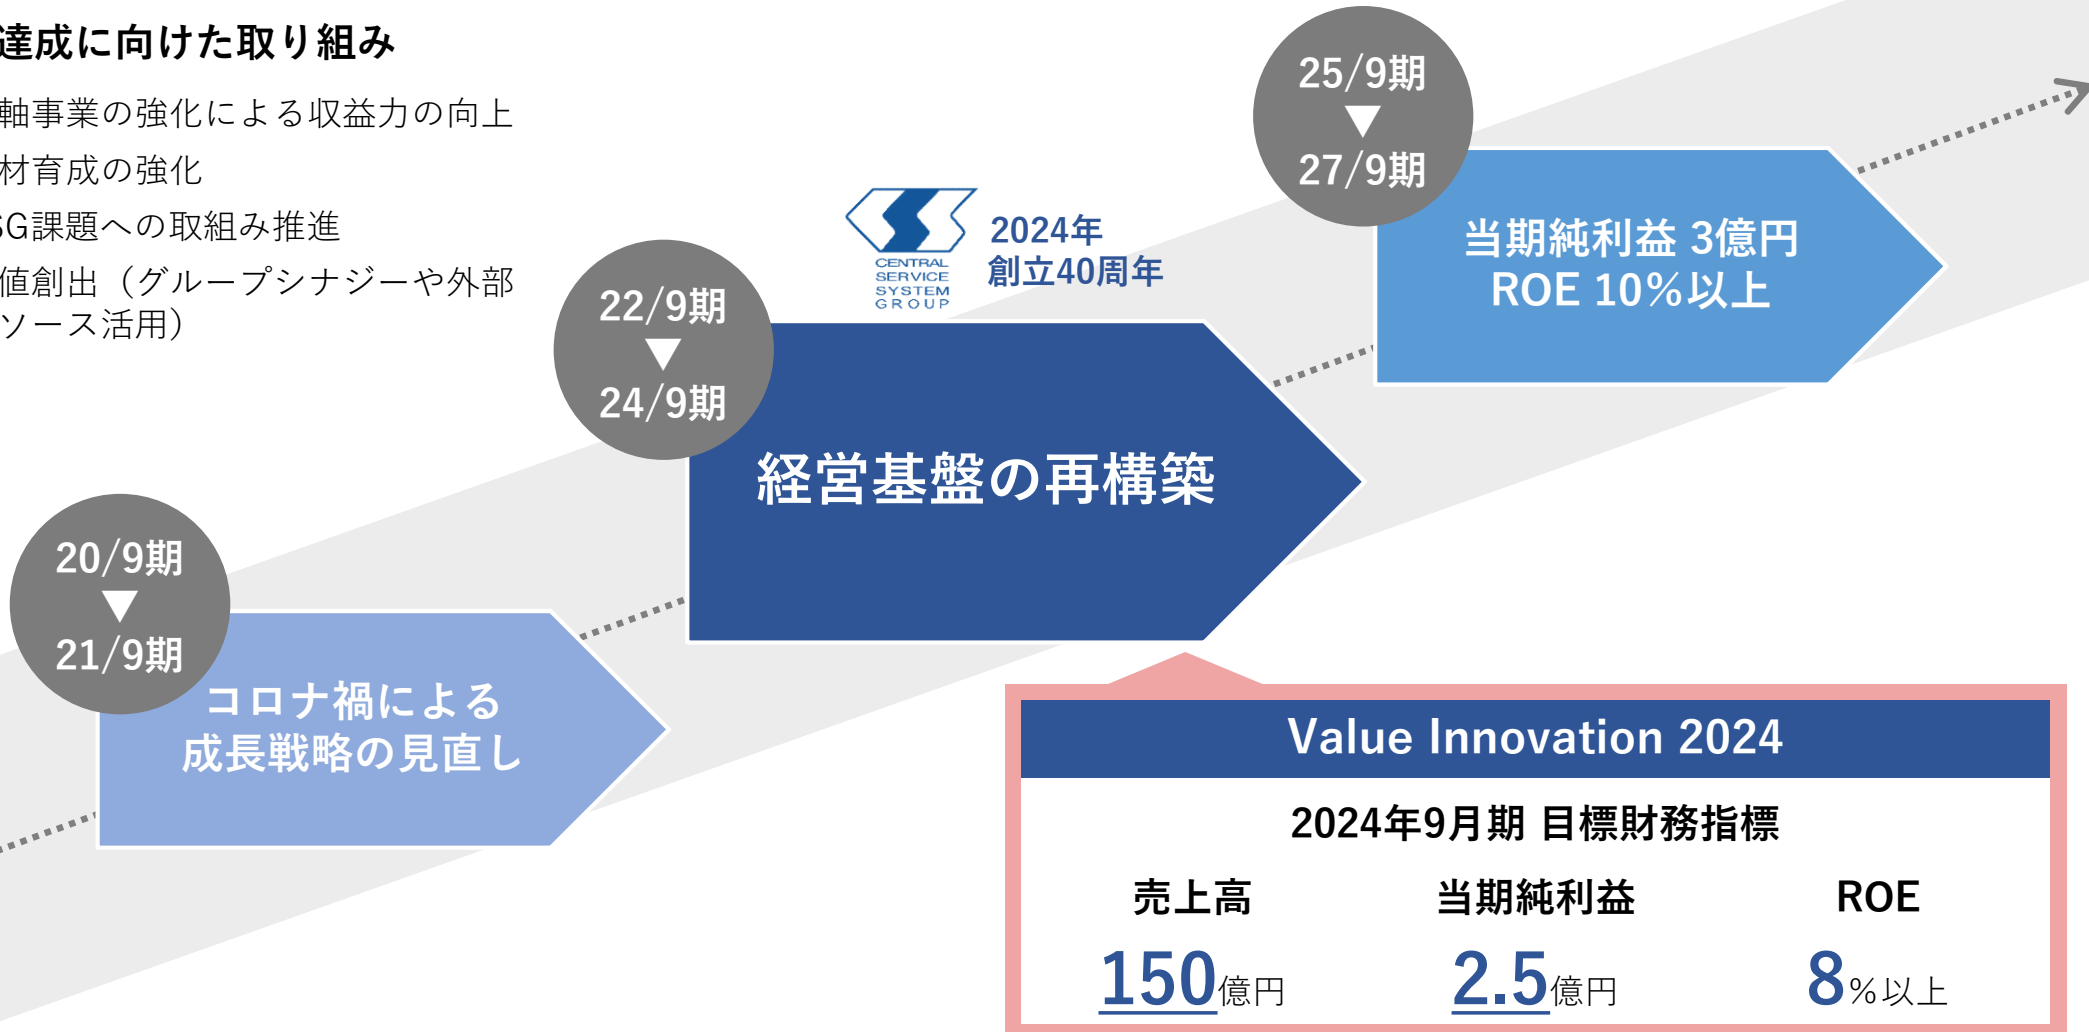 達成に向けた取り組み
軸事業の強化による収益力の向上
材育成の強化
SG課題への取組み推進
値創出（グループシナジーや外部
ソース活用）
25/9期
▼
27/9期
当期純利益 3億円
ROE 10%以上
CENTRAL
SERVICE
SYSTEM
GROUP
2024年
創立40周年
22/9期
▼
24/9期
経営基盤の再構築
20/9期
▼
21/9期
コロナ禍による
成長戦略の見直し
Value Innovation 2024
2024年9月期 目標財務指標
売上高 当期純利益 ROE
150億円 2.5億円 8%以上